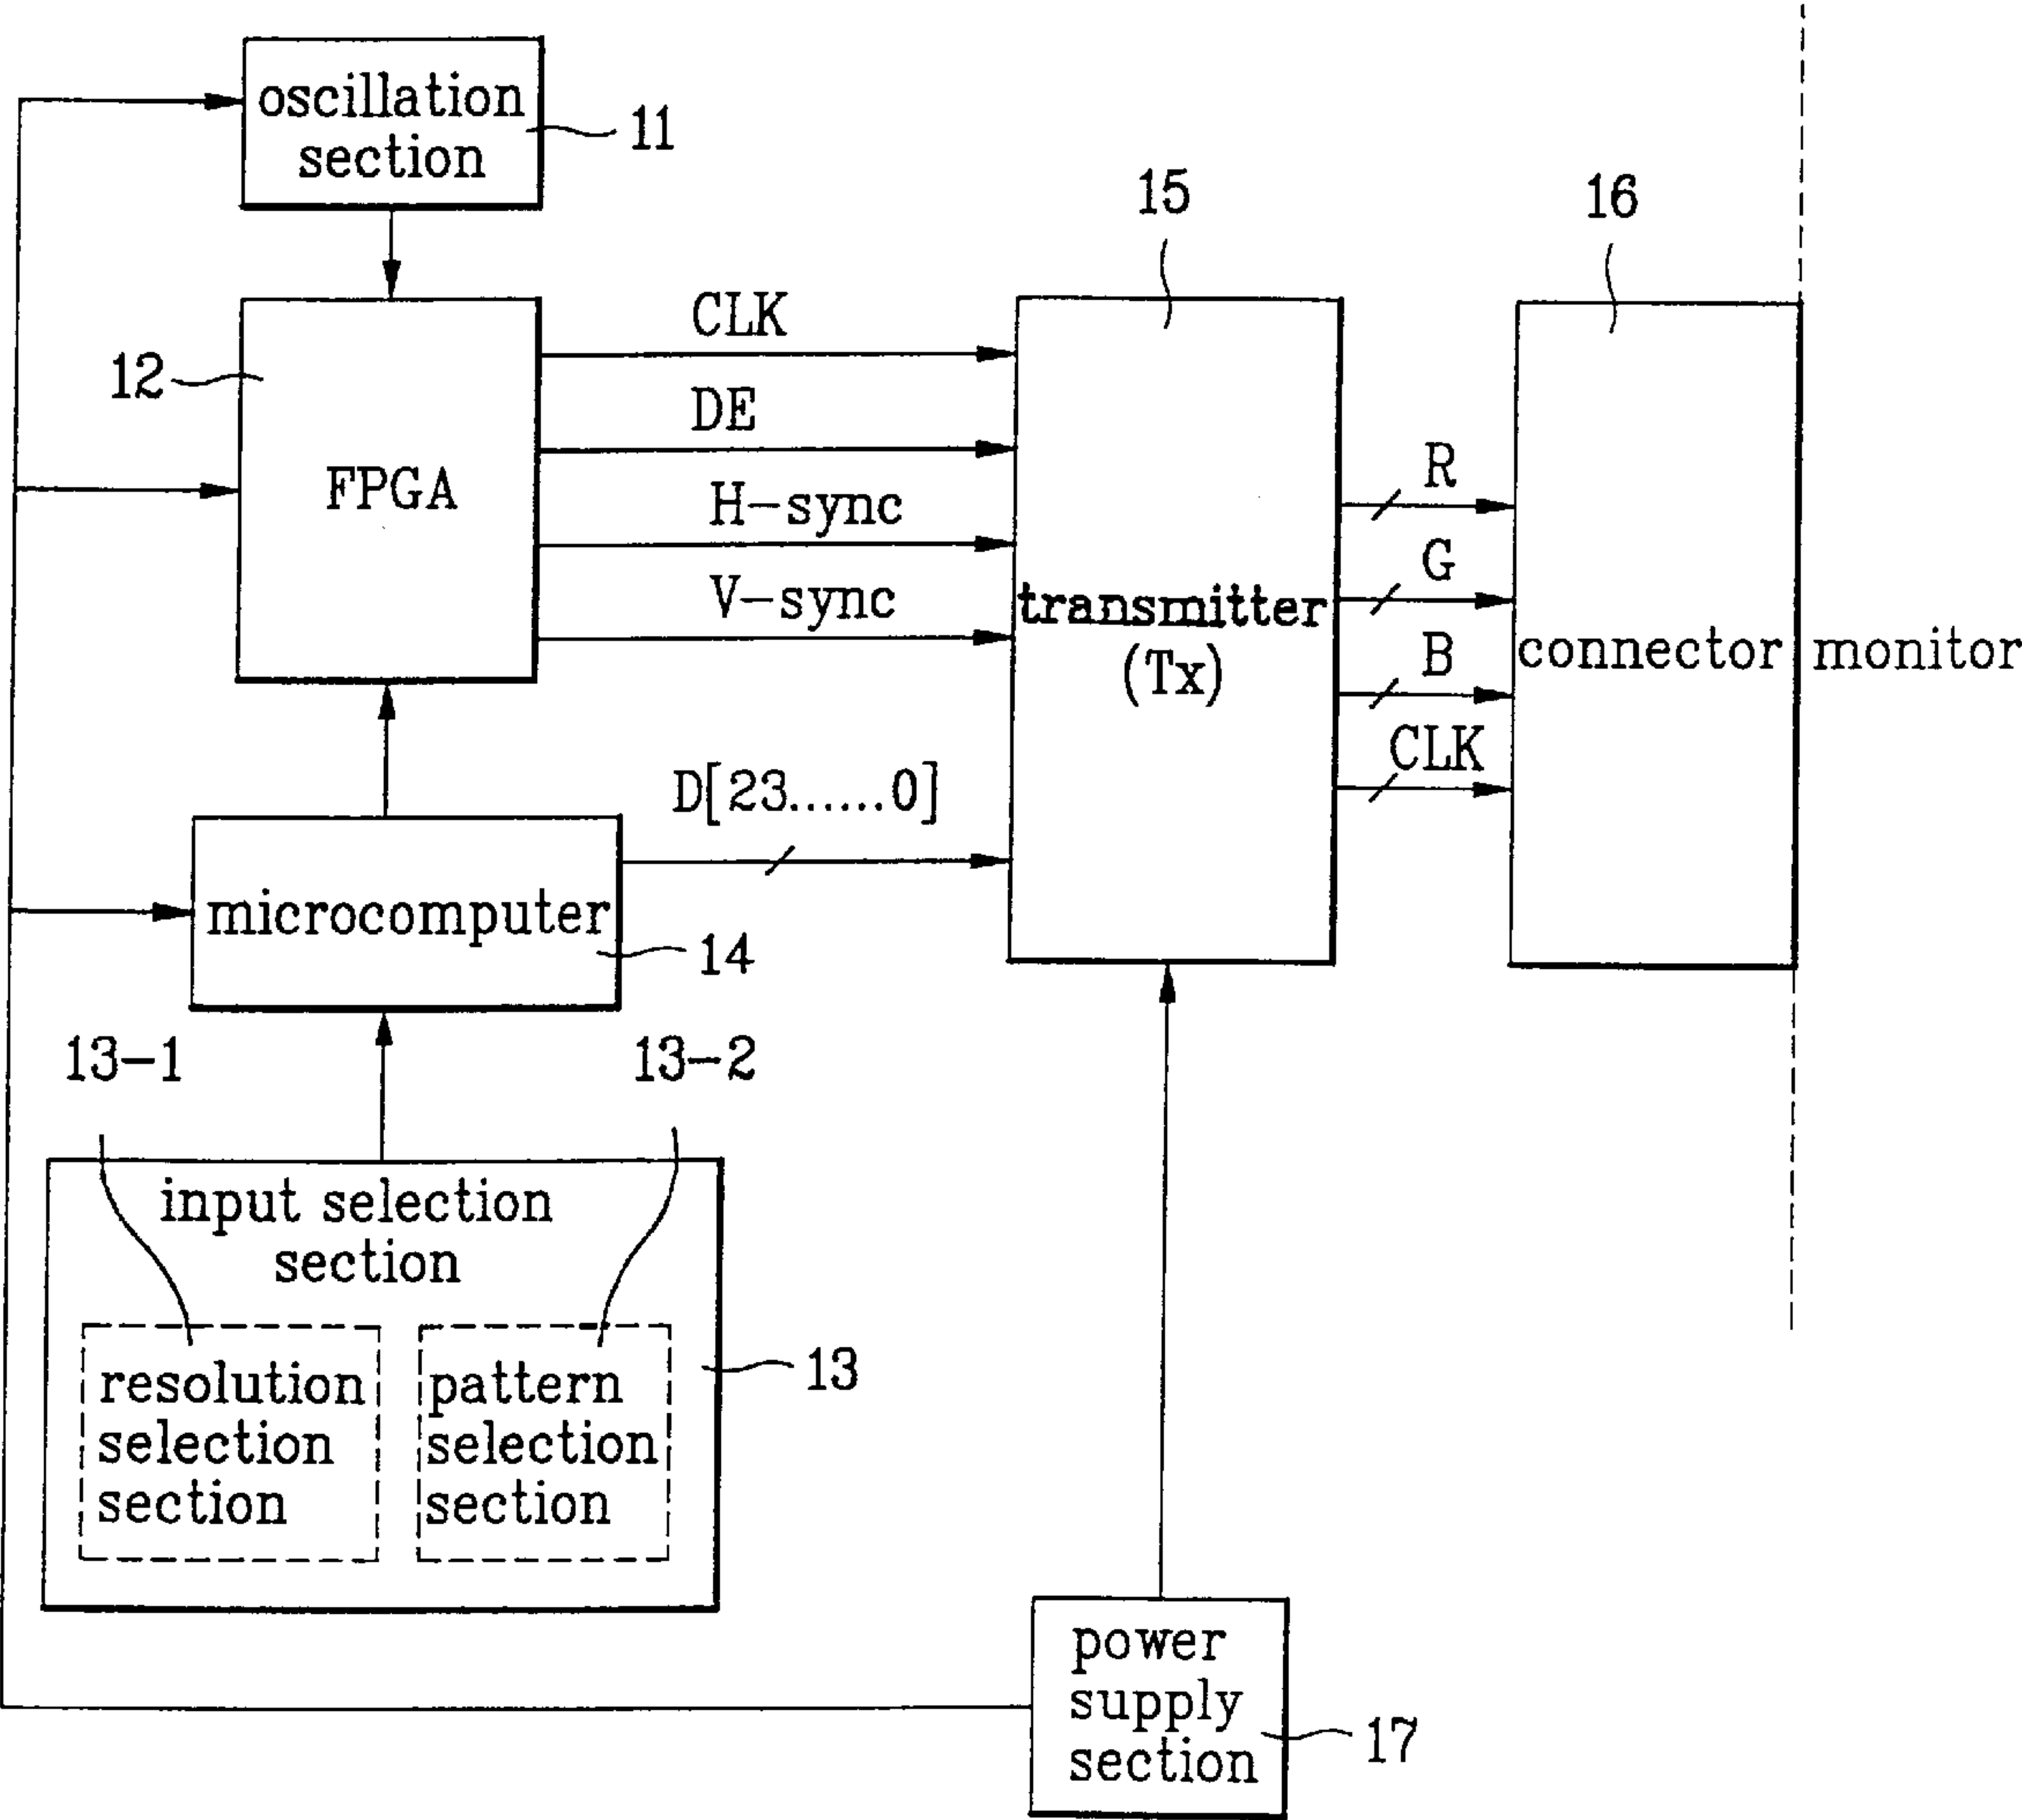 oscillation
section
11
15
16
12
FPGA
CLK
DE
H-sync
V-sync
transmitter
(Tx)
R
G
B
CLK
connector
monitor
D[23......0]
microcomputer
14
13-1
13-2
input selection
section
resolution
selection
section
pattern
selection
section
13
power
supply
section
17